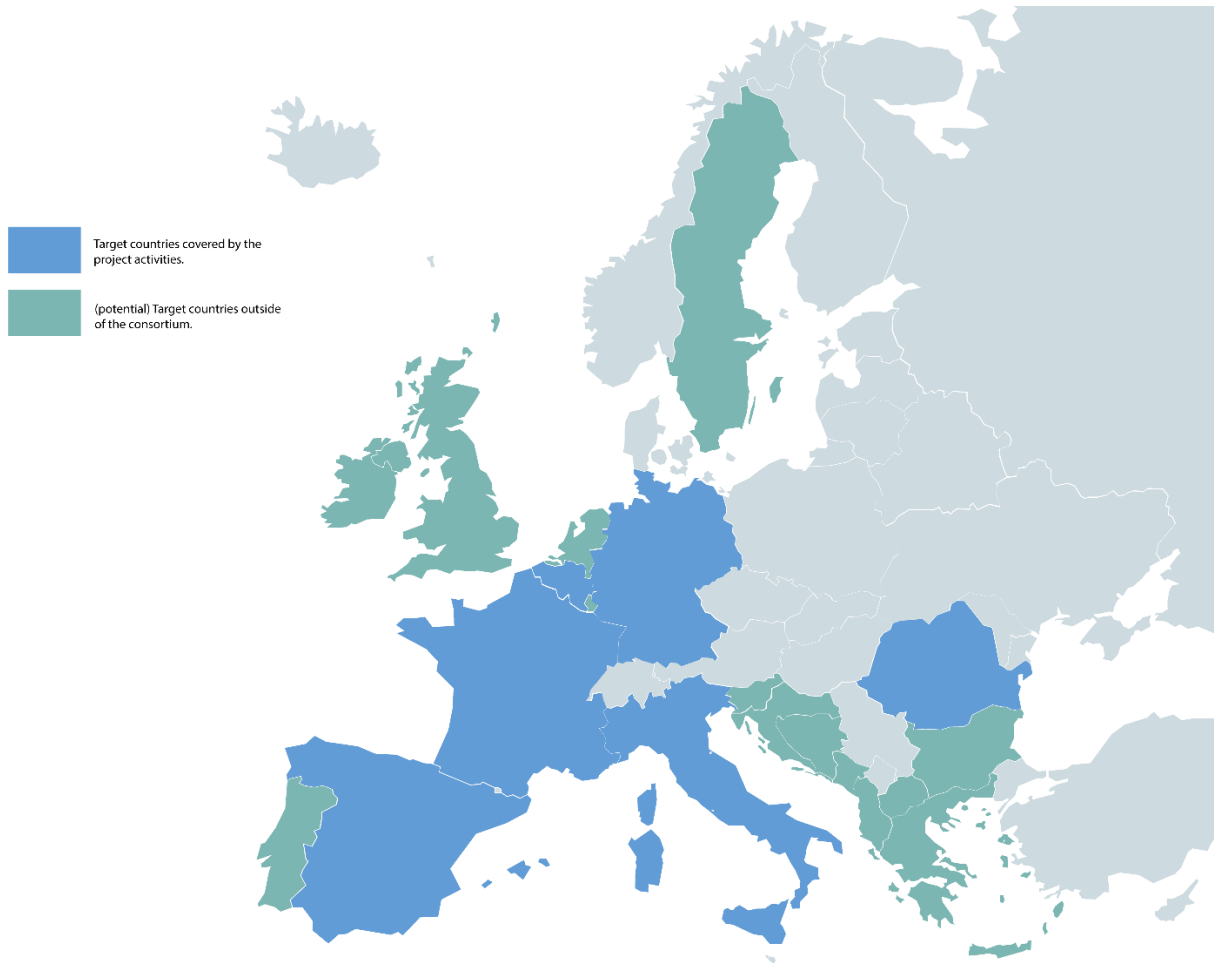 Target countries covered by the
project activities.
(potential) Target countries outside
of the consortium.